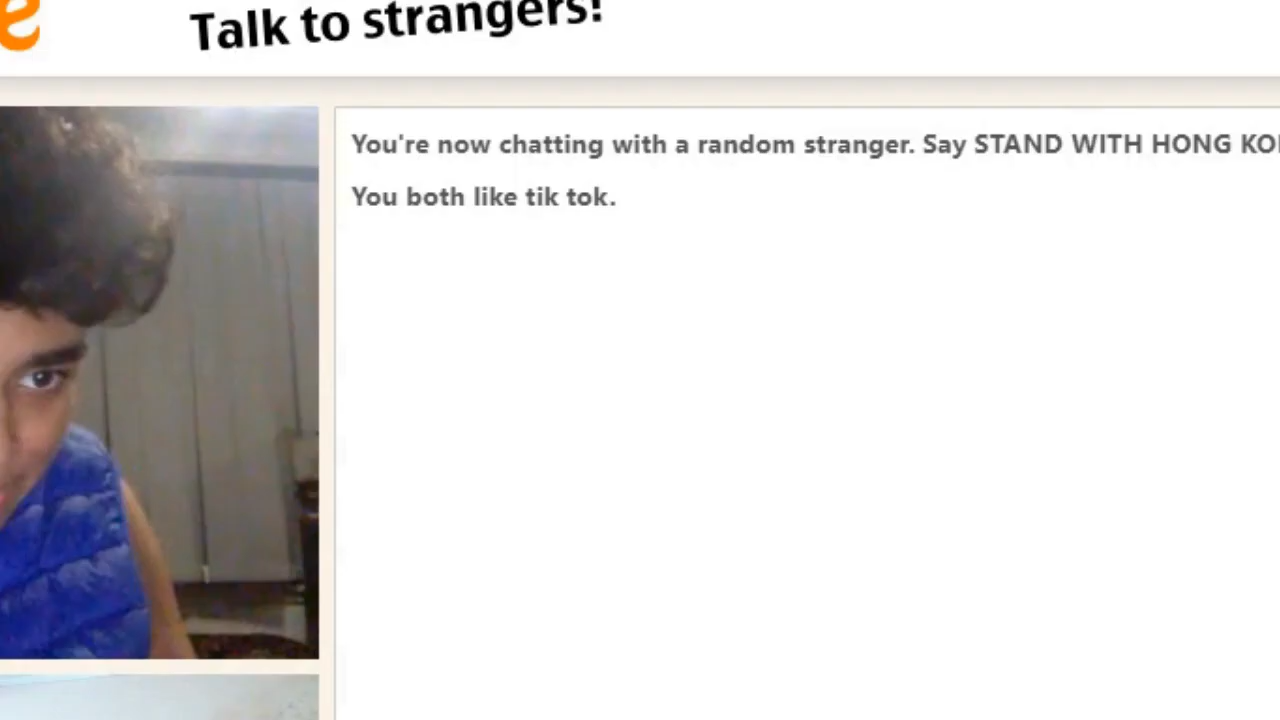 Talk to strangers!
You're now chatting with a random stranger. Say STAND WITH HONG
You both like tik tok.